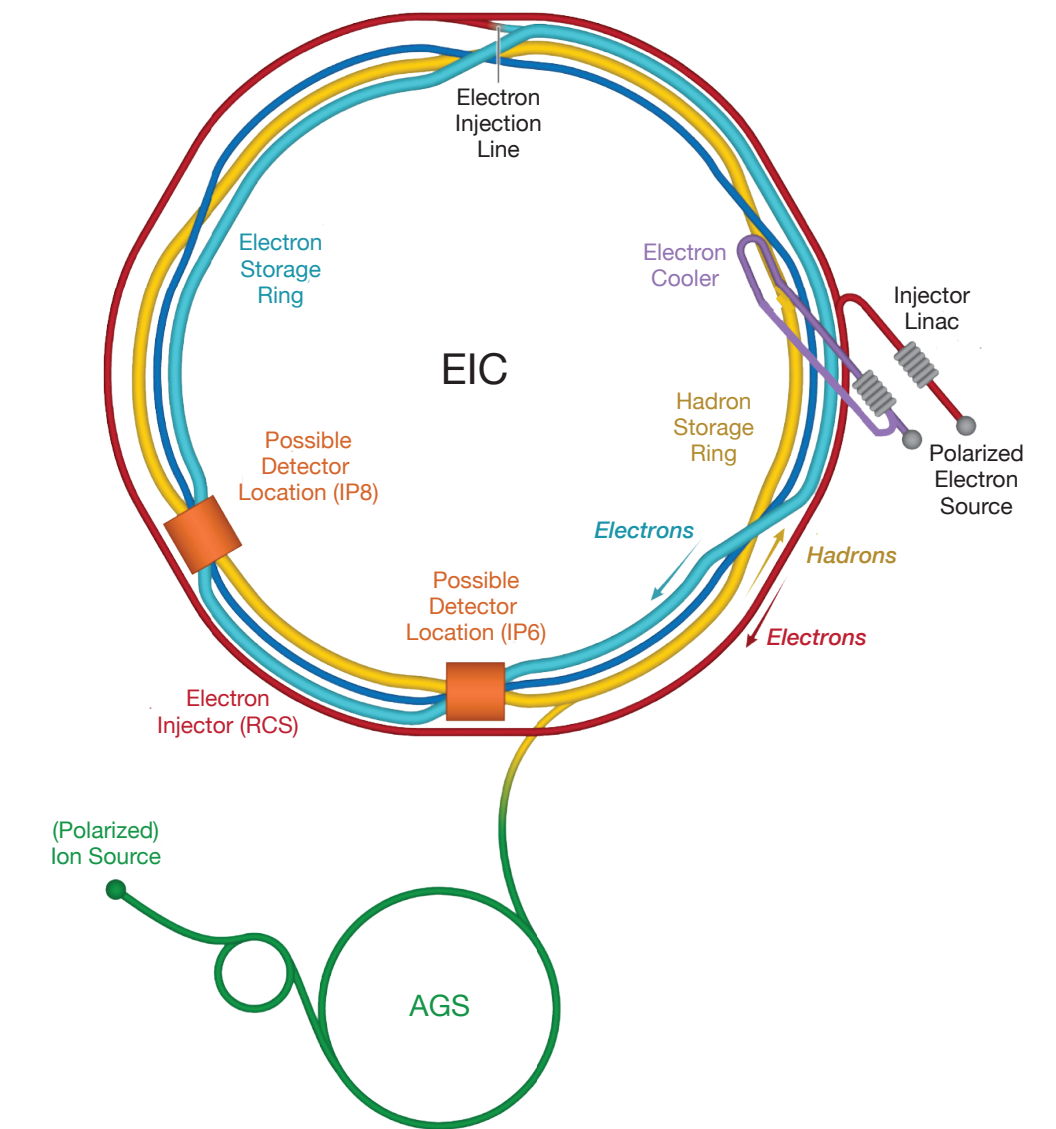 Electron
Injection
Line
Electron
Storage
Ring
Electron
Cooler
Injector
Linac
EIC
Hadron
Storage
Ring
Possible
Detector
Location (IP8)
Polarized
Electron
Source
Electrons
Hadrons
Possible
Detector
Location (IP6)
Electrons
Electron
Injector (RCS)
(Polarized)
Ion Source
AGS